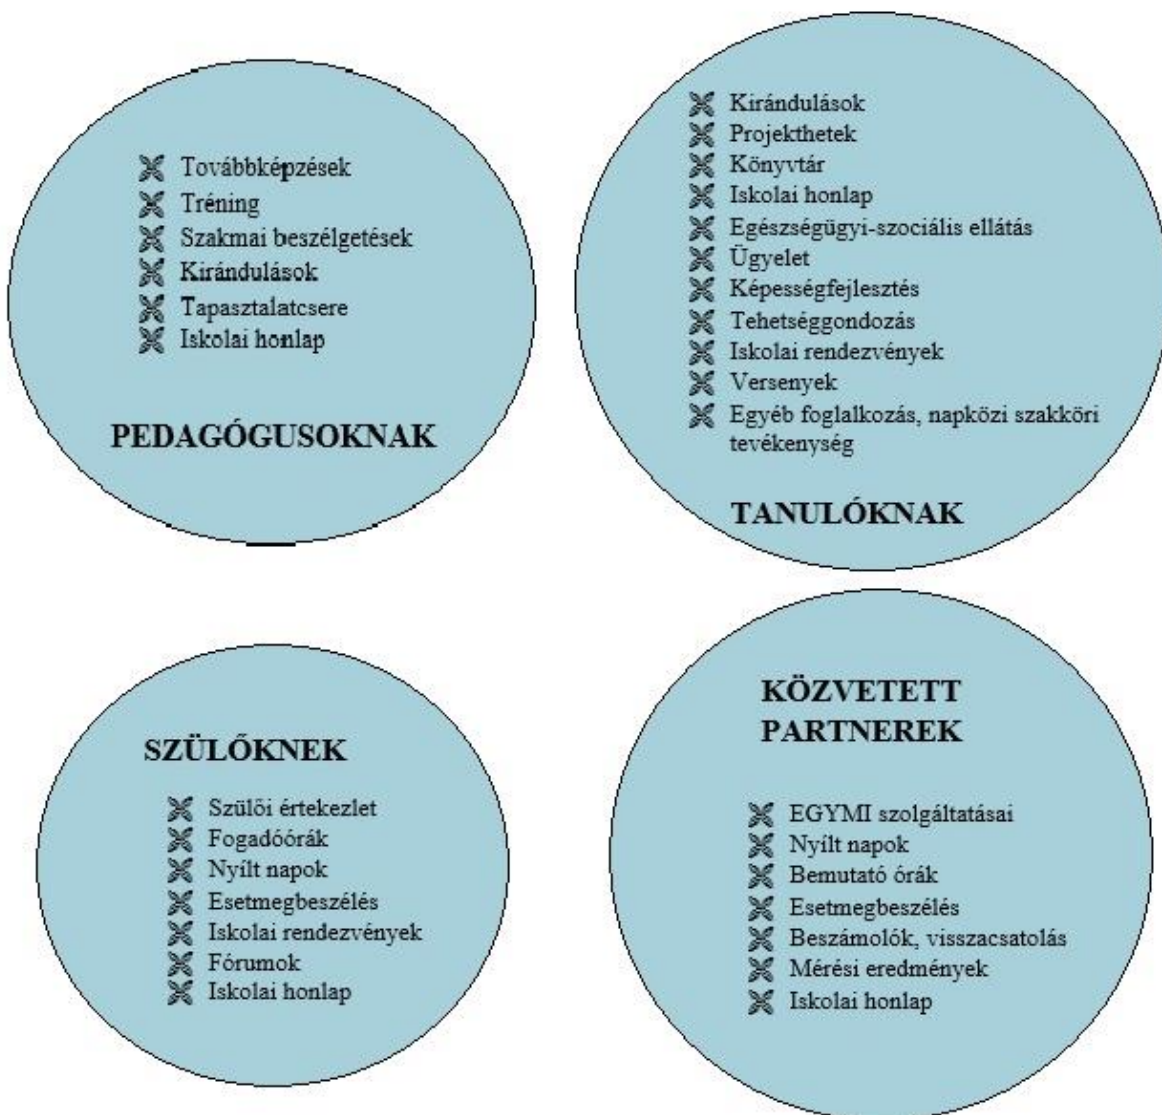 Továbbképzések
Tréning
Szakmai beszélgetések
Kirándulások
Tapasztalatcsere
Iskolai honlap
PEDAGÓGUSOKNAK
Kirándulások
Projekthetek
Könyvtár
Iskolai honlap
Egészségügyi-szociális ellátás
Ügyelet
Képességfejlesztés
Tehetséggondozás
Iskolai rendezvények
Versenyek
Egyéb foglalkozás, napközi szakköri
tevékenység
TANULÓKNAK
SZÜLŐKNEK
Szülői értekezlet
Fogadóórák
Nyílt napok
Esetmegbeszélés
Iskolai rendezvények
Fórumok
Iskolai honlap
KÖZVETETT
PARTNEREK
EGYMI szolgáltatásai
Nyílt napok
Bemutató órák
Esetmegbeszélés
Beszámolók, visszacsatolás
Mérési eredmények
Iskolai honlap